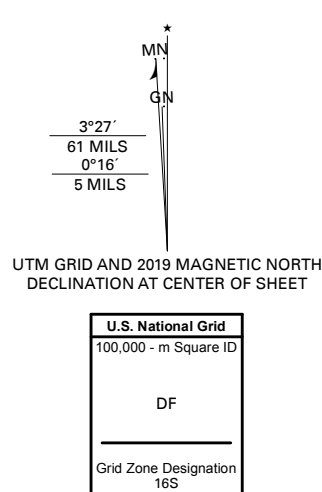 MN
GN
3°27´
61 MILS
0°16´
5 MILS
UTM GRID AND 2019 MAGNETIC NORTH
DECLINATION AT CENTER OF SHEET
U.S. National Grid
100,000 - m Square ID
DF
Grid Zone Designation
16S